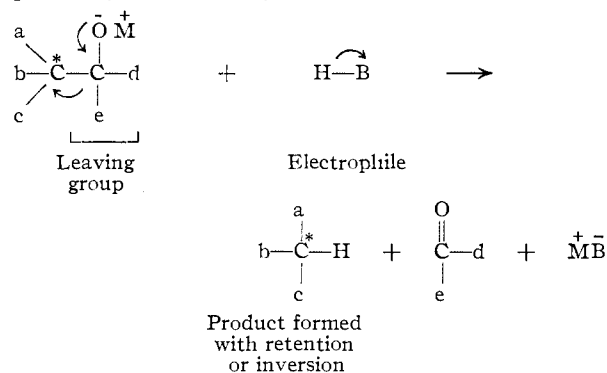 Ō M⁺
a
b—C*—C—d + H—B ⟶
c e
Leaving
group
Electrophile
a O
b—C*—H + C—d + M⁺B⁻
c e
Product formed
with retention
or inversion